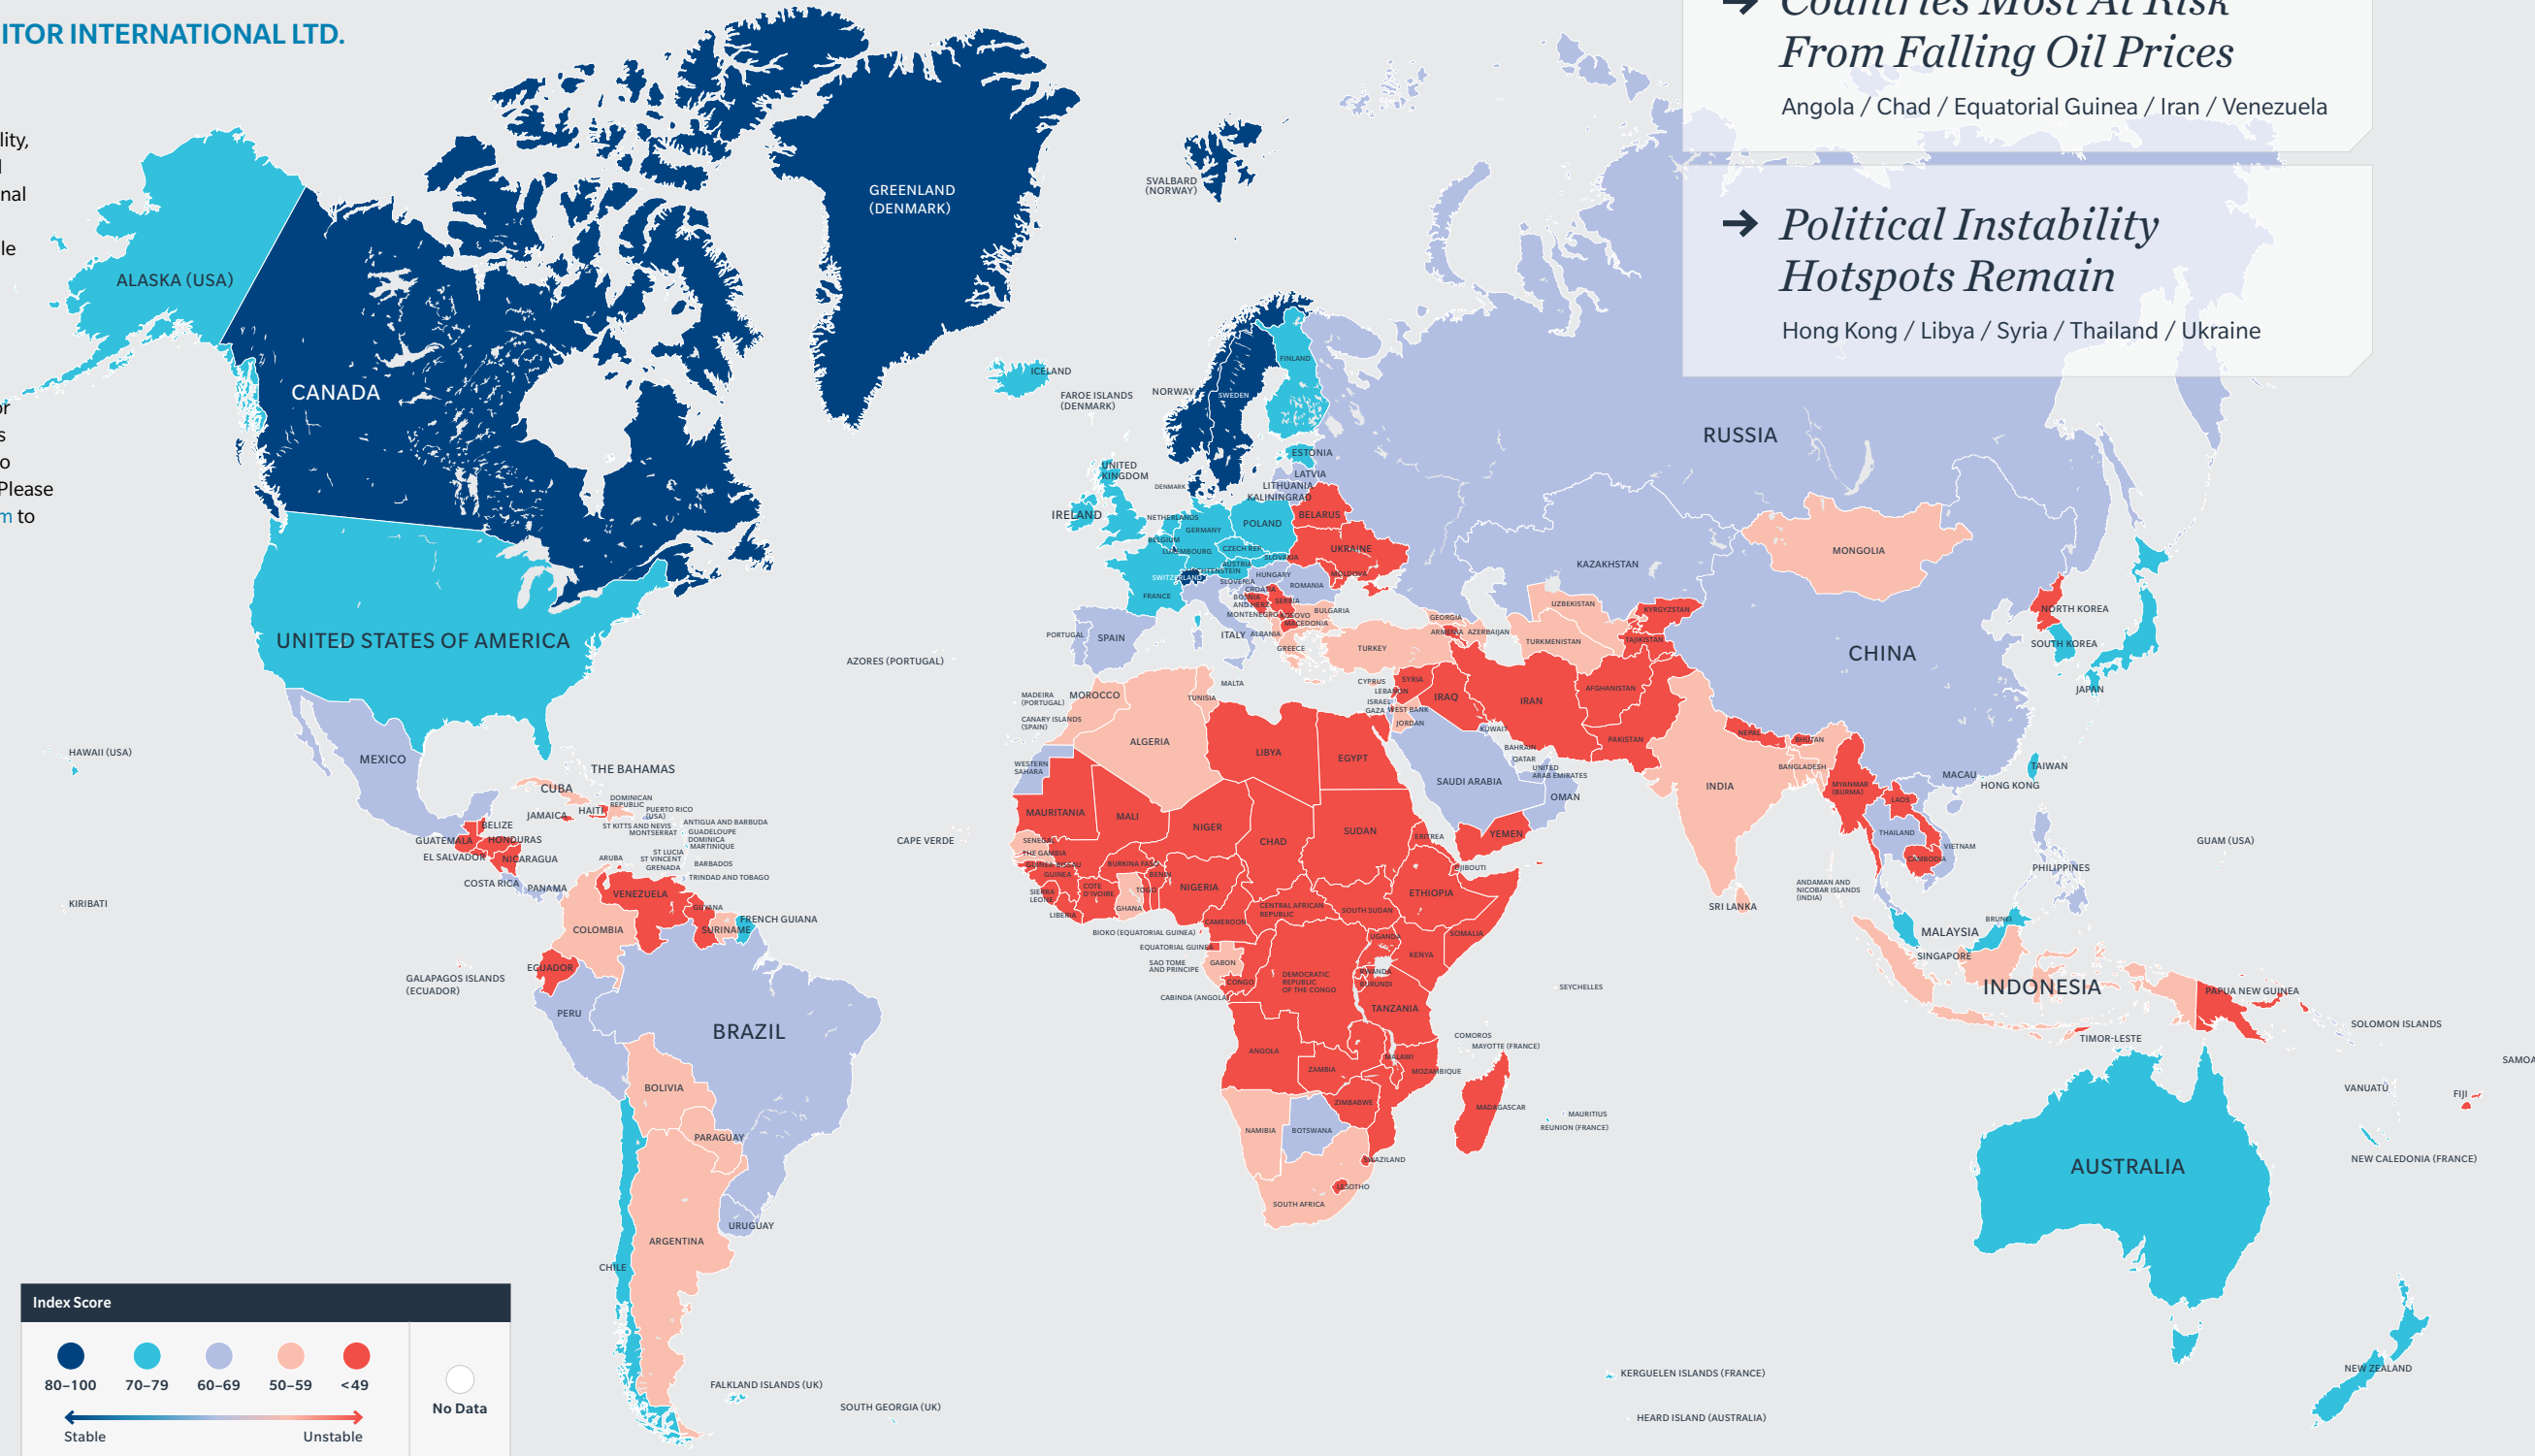 ITOR INTERNATIONAL LTD.
lity,
l
nal
le
or
s
o
Please
m to
Countries Most At Risk
From Falling Oil Prices
Angola / Chad / Equatorial Guinea / Iran / Venezuela
Political Instability
Hotspots Remain
Hong Kong / Libya / Syria / Thailand / Ukraine
GREENLAND
(DENMARK)
SVALBARD
(NORWAY)
ALASKA (USA)
CANADA
ICELAND
FAROE ISLANDS
(DENMARK)
NORWAY
SWEDEN
FINLAND
RUSSIA
ESTONIA
LATVIA
LITHUANIA
KALININGRAD
UNITED
KINGDOM
DENMARK
IRELAND
NETHERLANDS
GERMANY
POLAND
BELARUS
BELGIUM
LUXEMBOURG
CZECH REP.
SLOVAKIA
UKRAINE
AUSTRIA
LIECHTENSTEIN
SWITZERLAND
HUNGARY
MOLDOVA
SLOVENIA
ROMANIA
CROATIA
FRANCE
BOSNIA
AND HERZ.
SERBIA
MONTENEGRO
KOSOVO
BULGARIA
MACEDONIA
PORTUGAL
SPAIN
ITALY
ALBANIA
GREECE
TURKEY
GEORGIA
ARMENIA
AZERBAIJAN
KAZAKHSTAN
UZBEKISTAN
KYRGYZSTAN
TURKMENISTAN
TAJIKISTAN
MONGOLIA
CHINA
NORTH KOREA
SOUTH KOREA
JAPAN
UNITED STATES OF AMERICA
AZORES (PORTUGAL)
MADEIRA
(PORTUGAL)
CANARY ISLANDS
(SPAIN)
MOROCCO
TUNISIA
MALTA
CYPRUS
LEBANON
SYRIA
ISRAEL
GAZA
WEST BANK
JORDAN
IRAQ
IRAN
AFGHANISTAN
KUWAIT
PAKISTAN
BAHRAIN
QATAR
UNITED
ARAB EMIRATES
SAUDI ARABIA
OMAN
YEMEN
NEPAL
BHUTAN
BANGLADESH
INDIA
MYANMAR
(BURMA)
LAOS
THAILAND
VIETNAM
CAMBODIA
MACAU
HONG KONG
TAIWAN
PHILIPPINES
GUAM (USA)
ANDAMAN AND
NICOBAR ISLANDS
(INDIA)
SRI LANKA
BRUNEI
MALAYSIA
SINGAPORE
INDONESIA
PAPUA NEW GUINEA
TIMOR-LESTE
SOLOMON ISLANDS
SAMOA
VANUATU
FIJI
NEW CALEDONIA (FRANCE)
AUSTRALIA
NEW ZEALAND
HAWAII (USA)
KIRIBATI
MEXICO
THE BAHAMAS
CUBA
DOMINICAN
REPUBLIC
HAITI
JAMAICA
PUERTO RICO
(USA)
ST KITTS AND NEVIS
MONTSERRAT
ANTIGUA AND BARBUDA
GUADELOUPE
DOMINICA
MARTINIQUE
ST LUCIA
ST VINCENT
GRENADA
BARBADOS
TRINIDAD AND TOBAGO
ARUBA
BELIZE
GUATEMALA
HONDURAS
EL SALVADOR
NICARAGUA
COSTA RICA
PANAMA
VENEZUELA
GUYANA
SURINAME
FRENCH GUIANA
COLOMBIA
ECUADOR
GALAPAGOS ISLANDS
(ECUADOR)
PERU
BRAZIL
BOLIVIA
PARAGUAY
URUGUAY
ARGENTINA
CHILE
FALKLAND ISLANDS (UK)
SOUTH GEORGIA (UK)
WESTERN
SAHARA
ALGERIA
LIBYA
EGYPT
CAPE VERDE
MAURITANIA
MALI
NIGER
CHAD
SUDAN
ERITREA
SENEGAL
THE GAMBIA
GUINEA-BISSAU
GUINEA
SIERRA
LEONE
LIBERIA
COTE
D'IVOIRE
BURKINA FASO
GHANA
TOGO
BENIN
NIGERIA
CAMEROON
CENTRAL AFRICAN
REPUBLIC
SOUTH SUDAN
ETHIOPIA
DJIBOUTI
SOMALIA
BIOKO (EQUATORIAL GUINEA)
EQUATORIAL GUINEA
SAO TOME
AND PRINCIPE
GABON
CONGO
CABINDA (ANGOLA)
DEMOCRATIC
REPUBLIC
OF THE CONGO
UGANDA
KENYA
RWANDA
BURUNDI
TANZANIA
SEYCHELLES
COMOROS
MAYOTTE (FRANCE)
ANGOLA
ZAMBIA
MALAWI
MOZAMBIQUE
ZIMBABWE
MADAGASCAR
MAURITIUS
REUNION (FRANCE)
NAMIBIA
BOTSWANA
SWAZILAND
LESOTHO
SOUTH AFRICA
KERGUELEN ISLANDS (FRANCE)
HEARD ISLAND (AUSTRALIA)
Index Score
80–100 70–79 60–69 50–59 <49
No Data
Stable Unstable